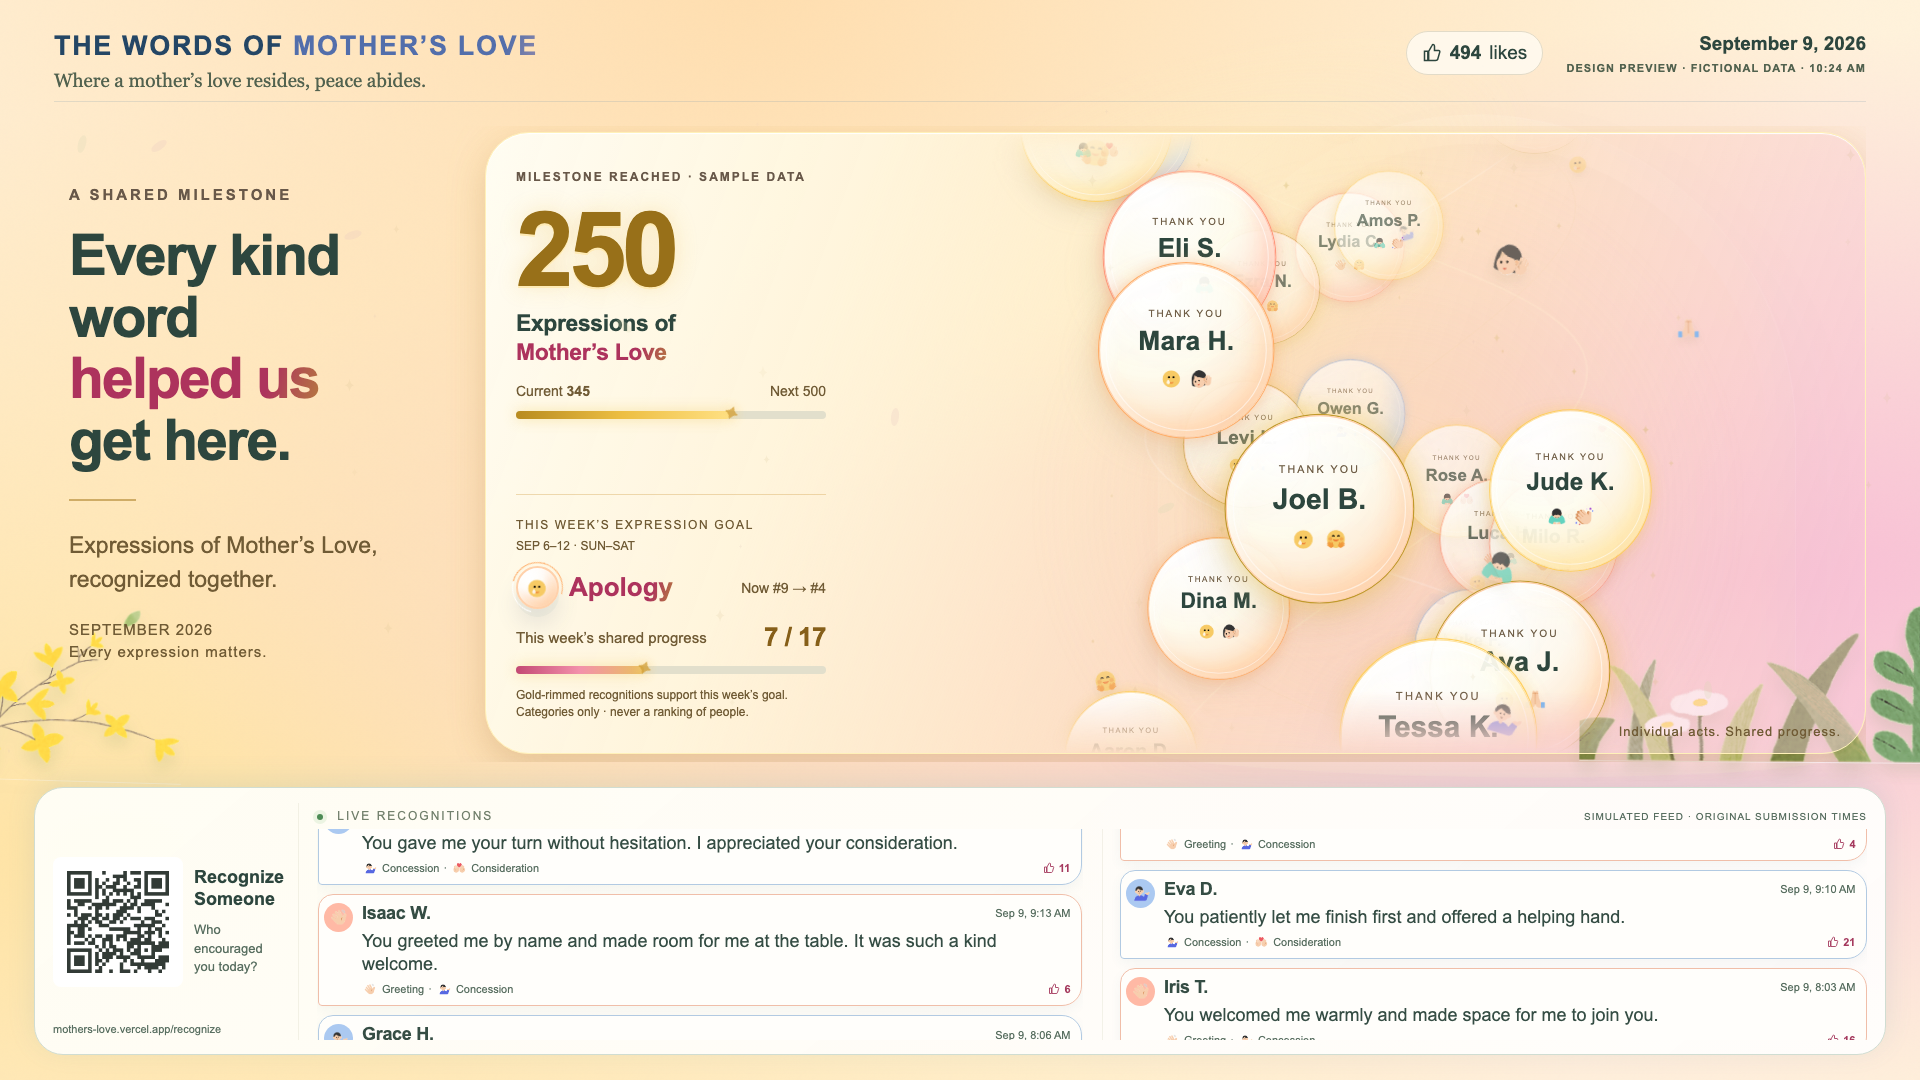 THE WORDS OF MOTHER’S LOVE
Where a mother’s love resides, peace abides.
494 likes
September 9, 2026
DESIGN PREVIEW · FICTIONAL DATA · 10:24 AM
A SHARED MILESTONE
Every kind
word
helped us
get here.
Expressions of Mother’s Love,
recognized together.
SEPTEMBER 2026
Every expression matters.
MILESTONE REACHED · SAMPLE DATA
250
Expressions of
Mother’s Love
Current 345
Next 500
THIS WEEK’S EXPRESSION GOAL
SEP 6–12 · SUN–SAT
Apology
Now #9 → #4
This week’s shared progress
7 / 17
Gold-rimmed recognitions support this week’s goal.
Categories only · never a ranking of people.
THANK YOU
Eli S.
THANK YOU
Amos P.
Lydia C.
N.
THANK YOU
Mara H.
THANK YOU
Owen G.
YOU
Levi
THANK YOU
Joel B.
THANK YOU
Rose A.
THANK YOU
Jude K.
Milo R.
THANK YOU
Dina M.
THANK YOU
Ava J.
THANK YOU
Tessa K.
THANK YOU
Aaron D.
Individual acts. Shared progress.
Recognize
Someone
Who
encouraged
you today?
mothers-love.vercel.app/recognize
LIVE RECOGNITIONS
SIMULATED FEED · ORIGINAL SUBMISSION TIMES
You gave me your turn without hesitation. I appreciated your consideration.
Concession · Consideration
11
Isaac W.
Sep 9, 9:13 AM
You greeted me by name and made room for me at the table. It was such a kind
welcome.
Greeting · Concession
6
Grace H.
Sep 9, 8:06 AM
Greeting · Concession
4
Eva D.
Sep 9, 9:10 AM
You patiently let me finish first and offered a helping hand.
Concession · Consideration
21
Iris T.
Sep 9, 8:03 AM
You welcomed me warmly and made space for me to join you.
Greeting · Concession
16